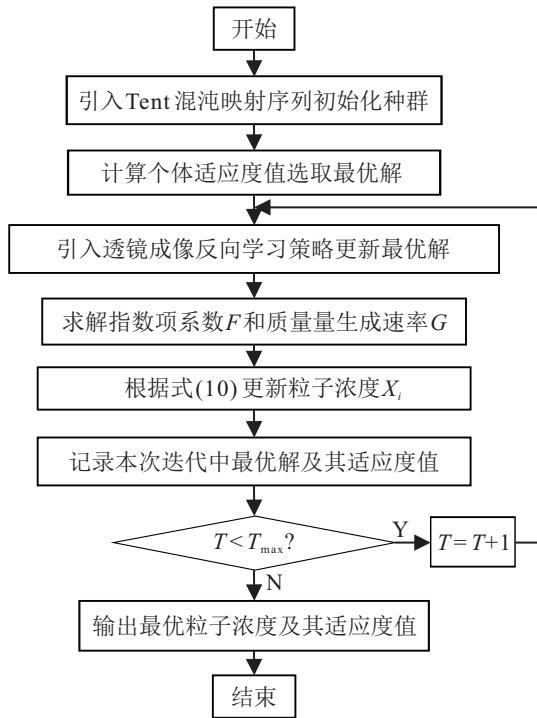 开始
引入Tent混沌映射序列初始化种群
计算个体适应度值选取最优解
引入透镜成像反向学习策略更新最优解
求解指数项系数F和质量量生成速率G
根据式(10)更新粒子浓度Xi
记录本次迭代中最优解及其适应度值
T<Tmax?
Y
T=T+1
N
输出最优粒子浓度及其适应度值
结束